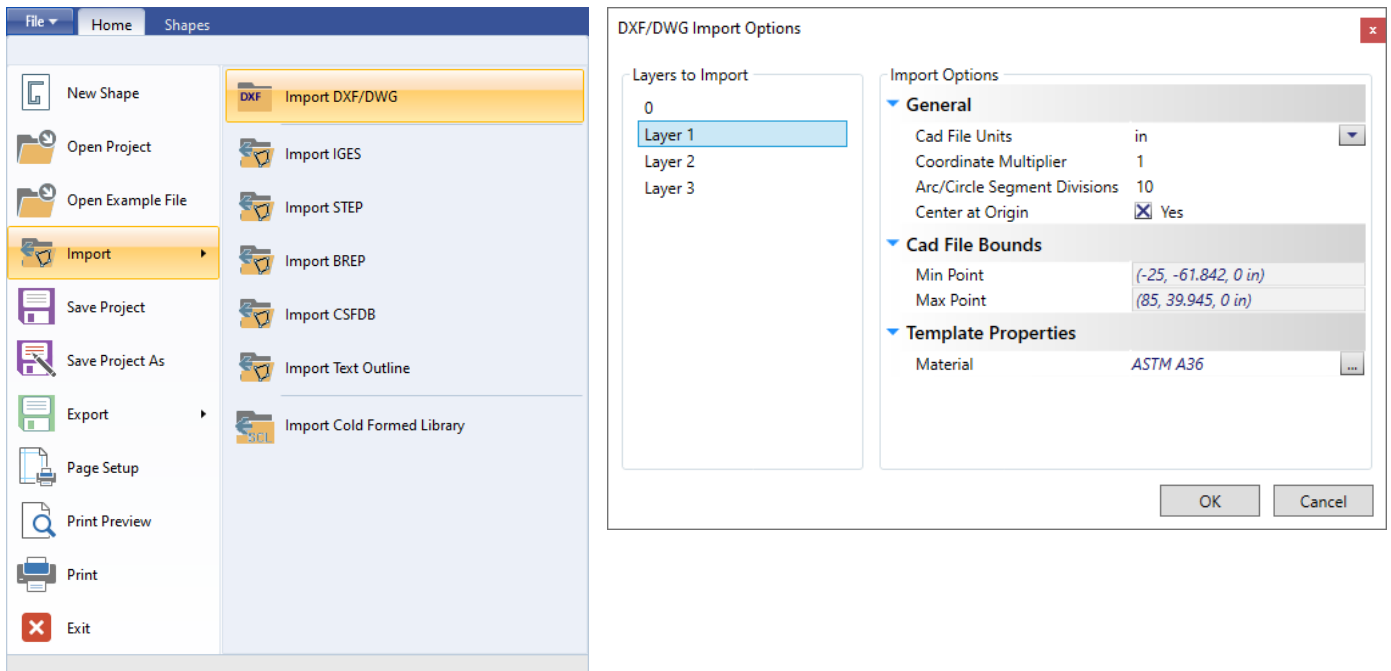 File
Home
Shapes
New Shape
Open Project
Open Example File
Import
Save Project
Save Project As
Export
Page Setup
Print Preview
Print
Exit
DXF
Import DXF/DWG
Import IGES
Import STEP
Import BREP
Import CSFDB
Import Text Outline
SCL
Import Cold Formed Library
DXF/DWG Import Options
x
Layers to Import
0
Layer 1
Layer 2
Layer 3
Import Options
General
Cad File Units in
Coordinate Multiplier 1
Arc/Circle Segment Divisions 10
Center at Origin Yes
Cad File Bounds
Min Point (-25, -61.842, 0 in)
Max Point (85, 39.945, 0 in)
Template Properties
Material ASTM A36 ...
OK
Cancel